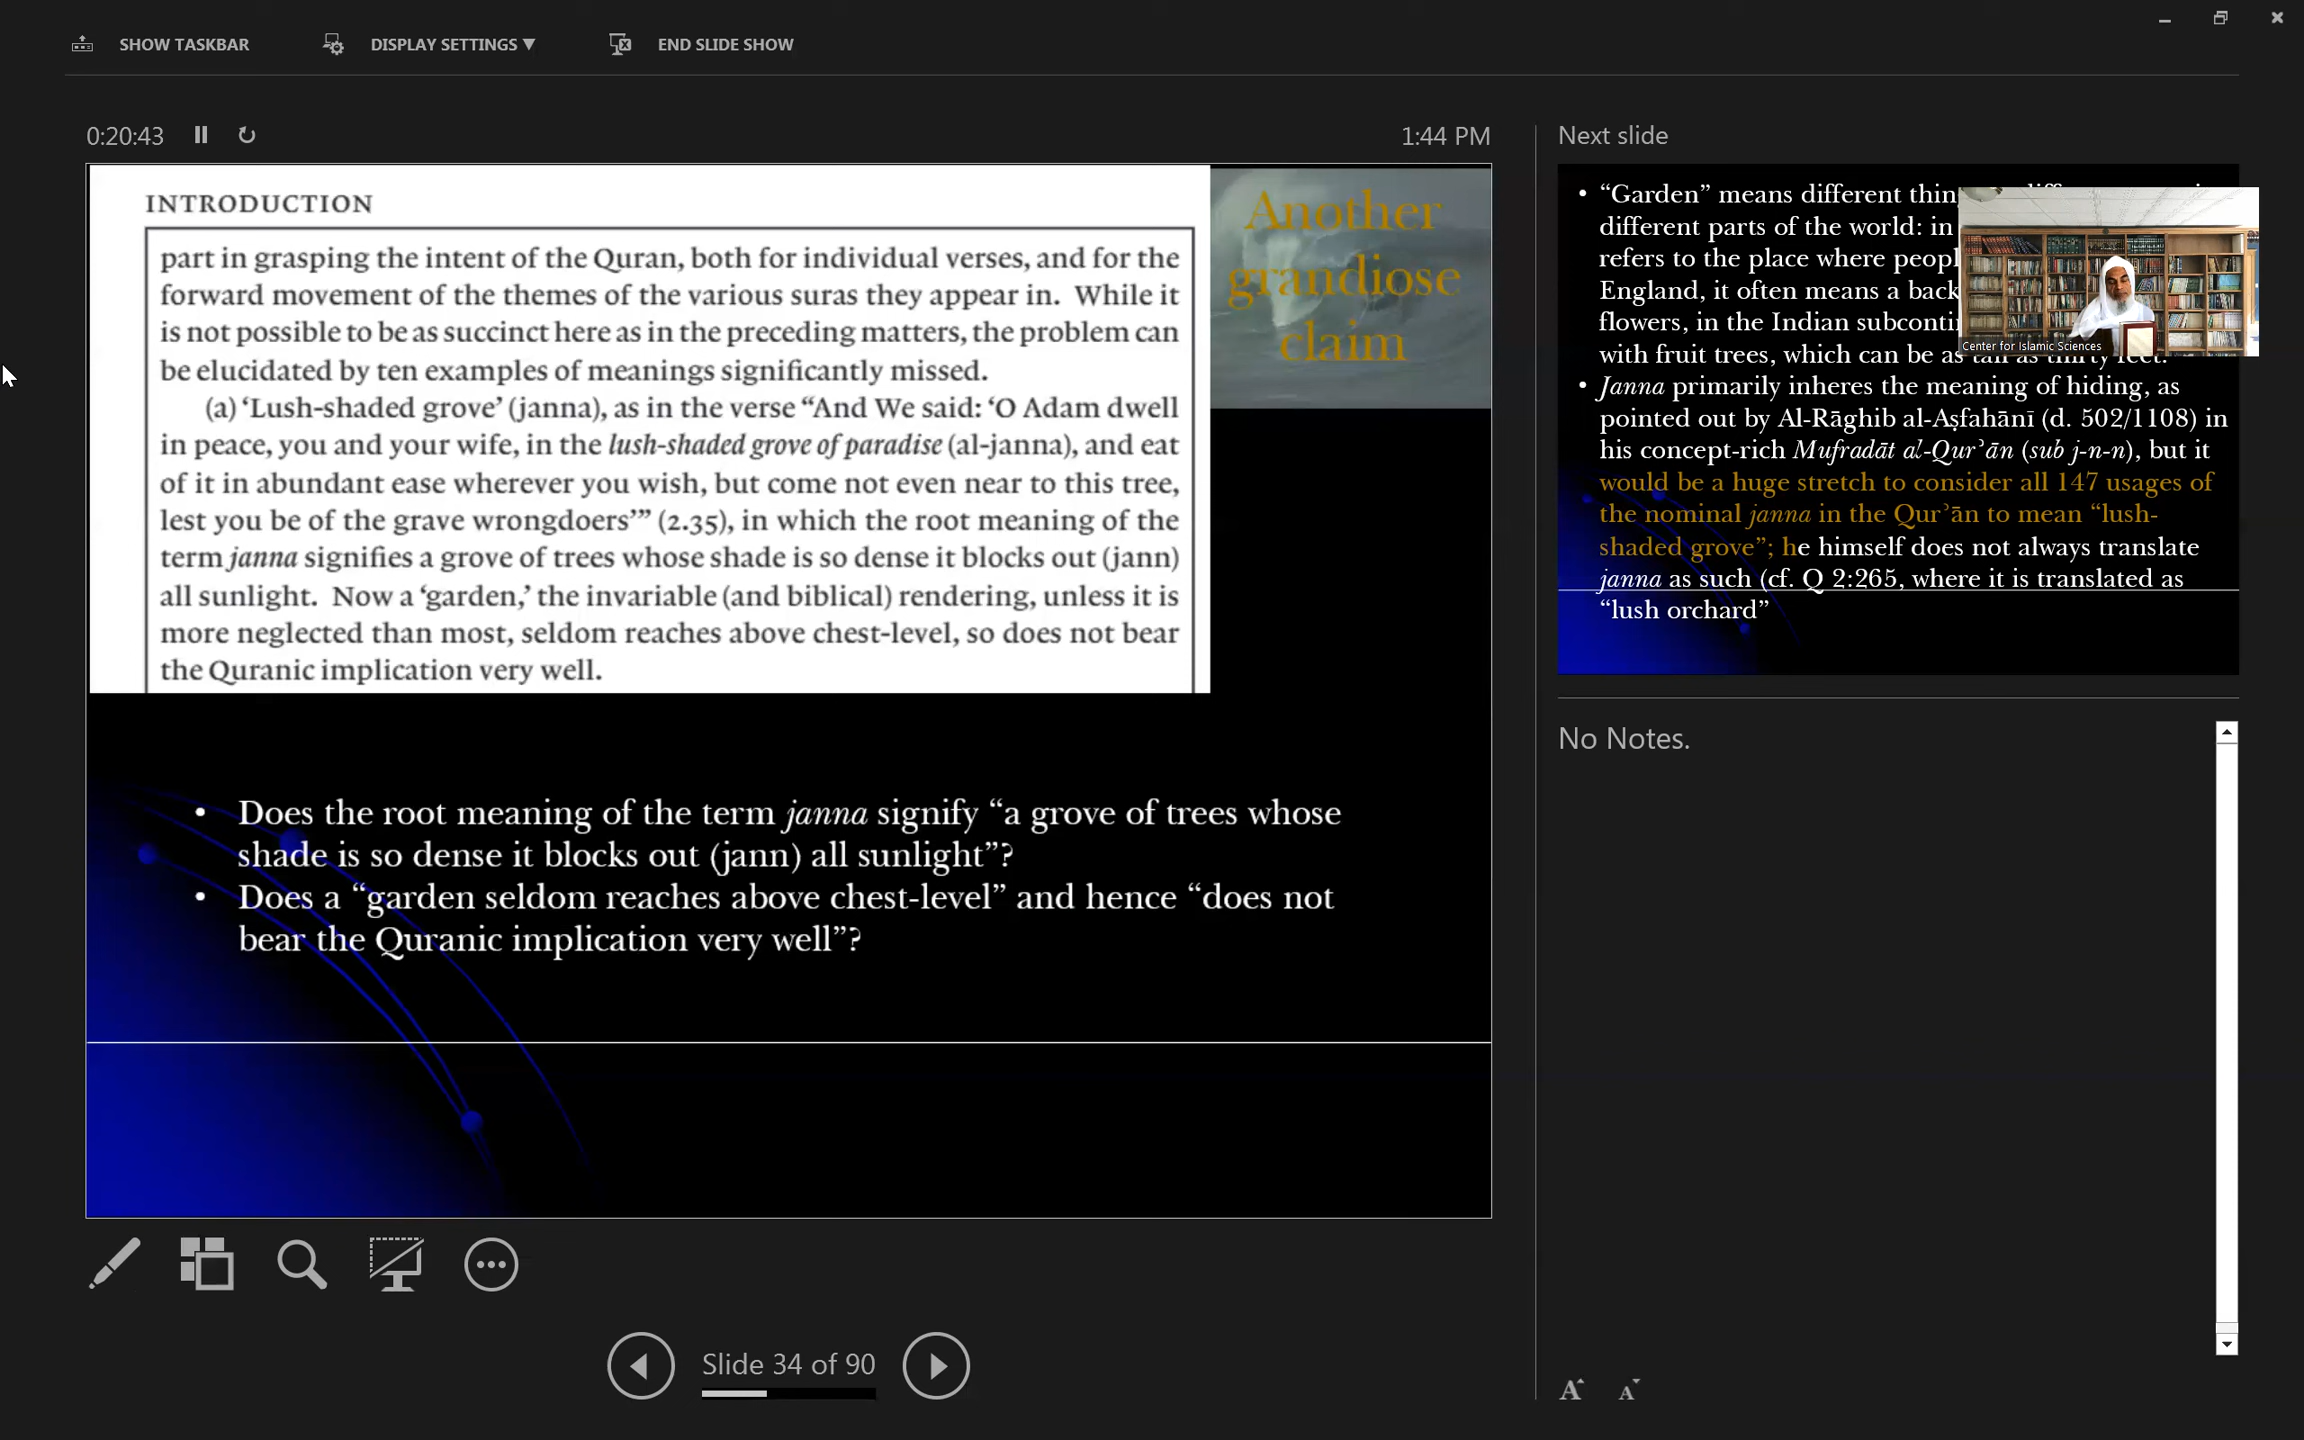 SHOW TASKBAR
DISPLAY SETTINGS ▼
END SLIDE SHOW
0:20:43
1:44 PM
INTRODUCTION
part in grasping the intent of the Quran, both for individual verses, and for the
forward movement of the themes of the various suras they appear in. While it
is not possible to be as succinct here as in the preceding matters, the problem can
be elucidated by ten examples of meanings significantly missed.
(a) ‘Lush-shaded grove’ (janna), as in the verse “And We said: ‘O Adam dwell
in peace, you and your wife, in the lush-shaded grove of paradise (al-janna), and eat
of it in abundant ease wherever you wish, but come not even near to this tree,
lest you be of the grave wrongdoers’” (2.35), in which the root meaning of the
term janna signifies a grove of trees whose shade is so dense it blocks out (jann)
all sunlight. Now a ‘garden,’ the invariable (and biblical) rendering, unless it is
more neglected than most, seldom reaches above chest-level, so does not bear
the Quranic implication very well.
Another
grandiose
claim
• Does the root meaning of the term janna signify “a grove of trees whose
shade is so dense it blocks out (jann) all sunlight”?
• Does a “garden seldom reaches above chest-level” and hence “does not
bear the Quranic implication very well”?
Slide 34 of 90
Next slide
• “Garden” means different
different parts of the world: in
refers to the place where
England, it often means a
flowers, in the Indian
with fruit trees, which can be as tall as thirty feet.
• Janna primarily inheres the meaning of hiding, as
pointed out by Al-Rāghib al-Aṣfahānī (d. 502/1108) in
his concept-rich Mufradāt al-Qurʾān (sub j-n-n), but it
would be a huge stretch to consider all 147 usages of
the nominal janna in the Qurʾān to mean “lush-
shaded grove”; he himself does not always translate
janna as such (cf. Q 2:265, where it is translated as
“lush orchard”
Center for Islamic Sciences
No Notes.
A A